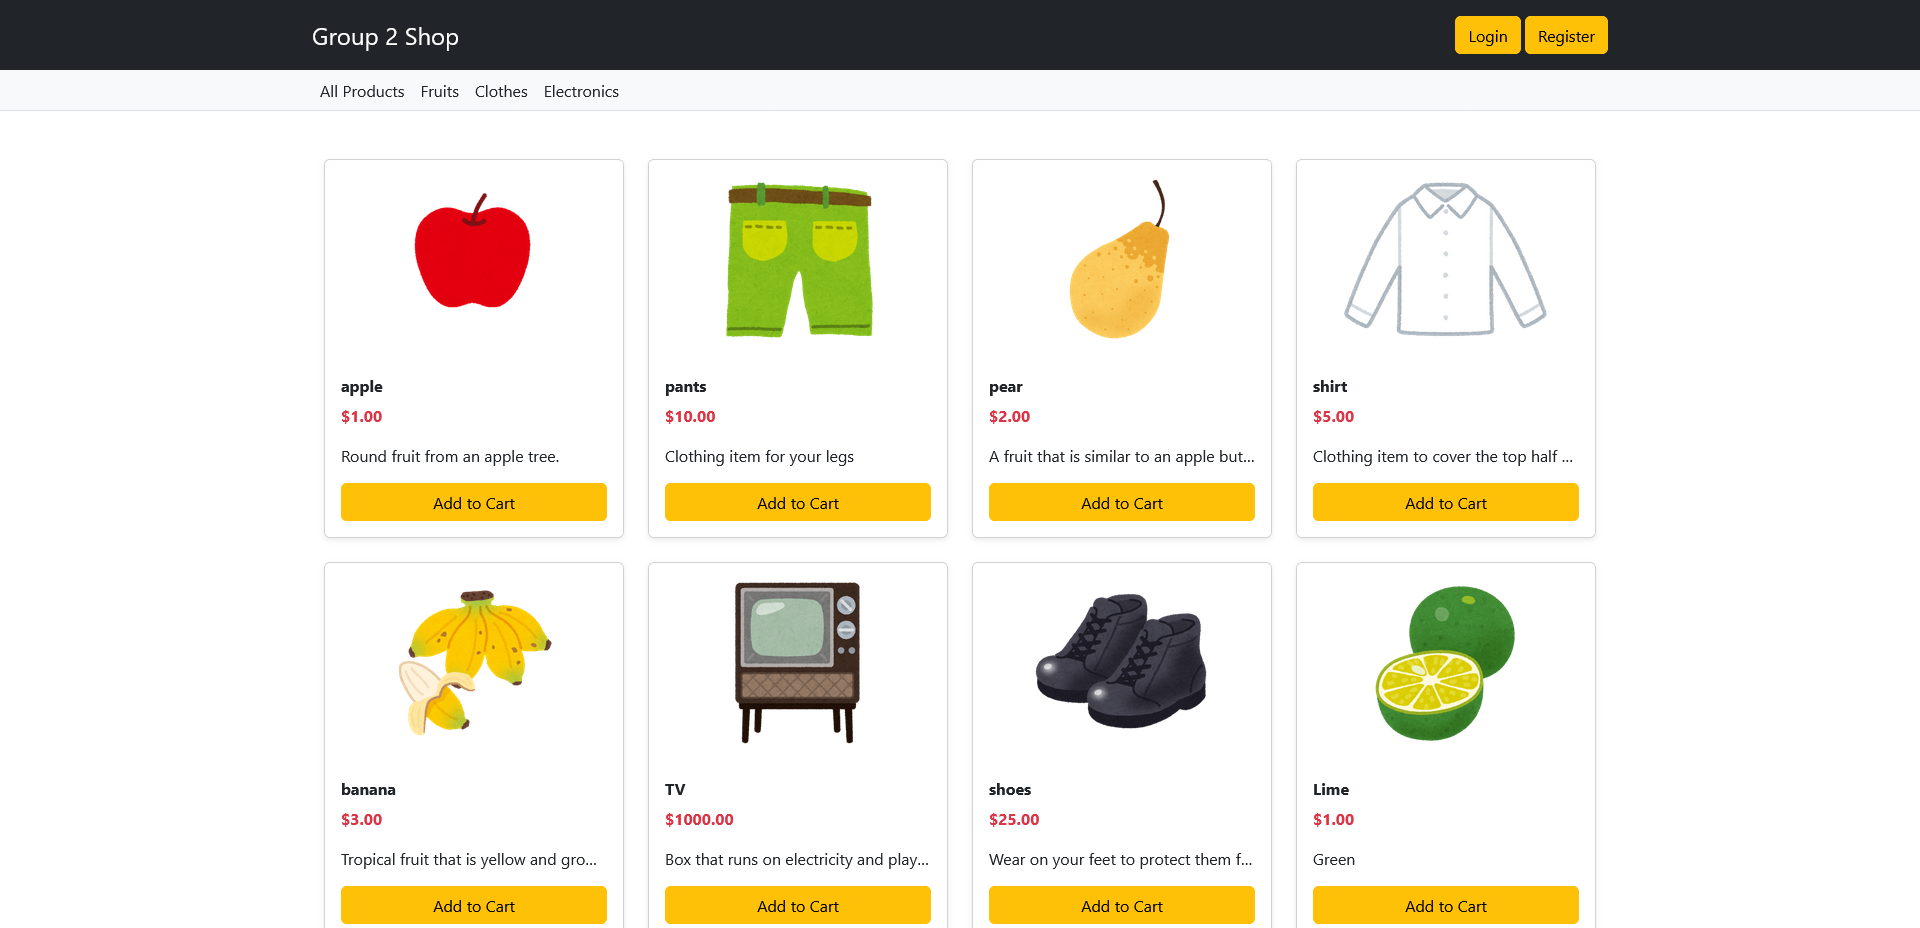 Group 2 Shop
Login Register
All Products Fruits Clothes Electronics
apple
$1.00
Round fruit from an apple tree.
Add to Cart
pants
$10.00
Clothing item for your legs
Add to Cart
pear
$2.00
A fruit that is similar to an apple but...
Add to Cart
shirt
$5.00
Clothing item to cover the top half ...
Add to Cart
banana
$3.00
Tropical fruit that is yellow and gro...
Add to Cart
TV
$1000.00
Box that runs on electricity and play...
Add to Cart
shoes
$25.00
Wear on your feet to protect them f...
Add to Cart
Lime
$1.00
Green
Add to Cart